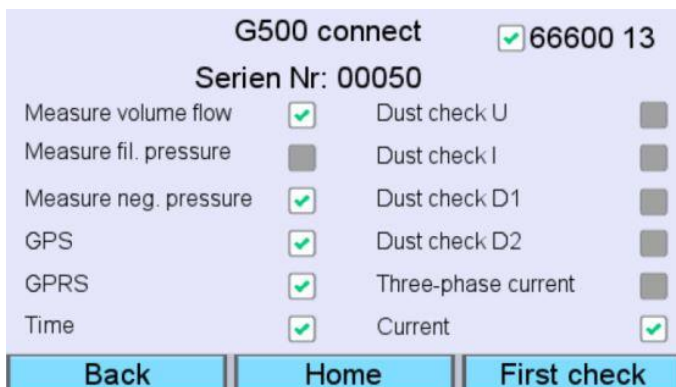 G500 connect
66600 13
Serien Nr: 00050
Measure volume flow
Dust check U
Measure fil. pressure
Dust check I
Measure neg. pressure
Dust check D1
GPS
Dust check D2
GPRS
Three-phase current
Time
Current
Back
Home
First check